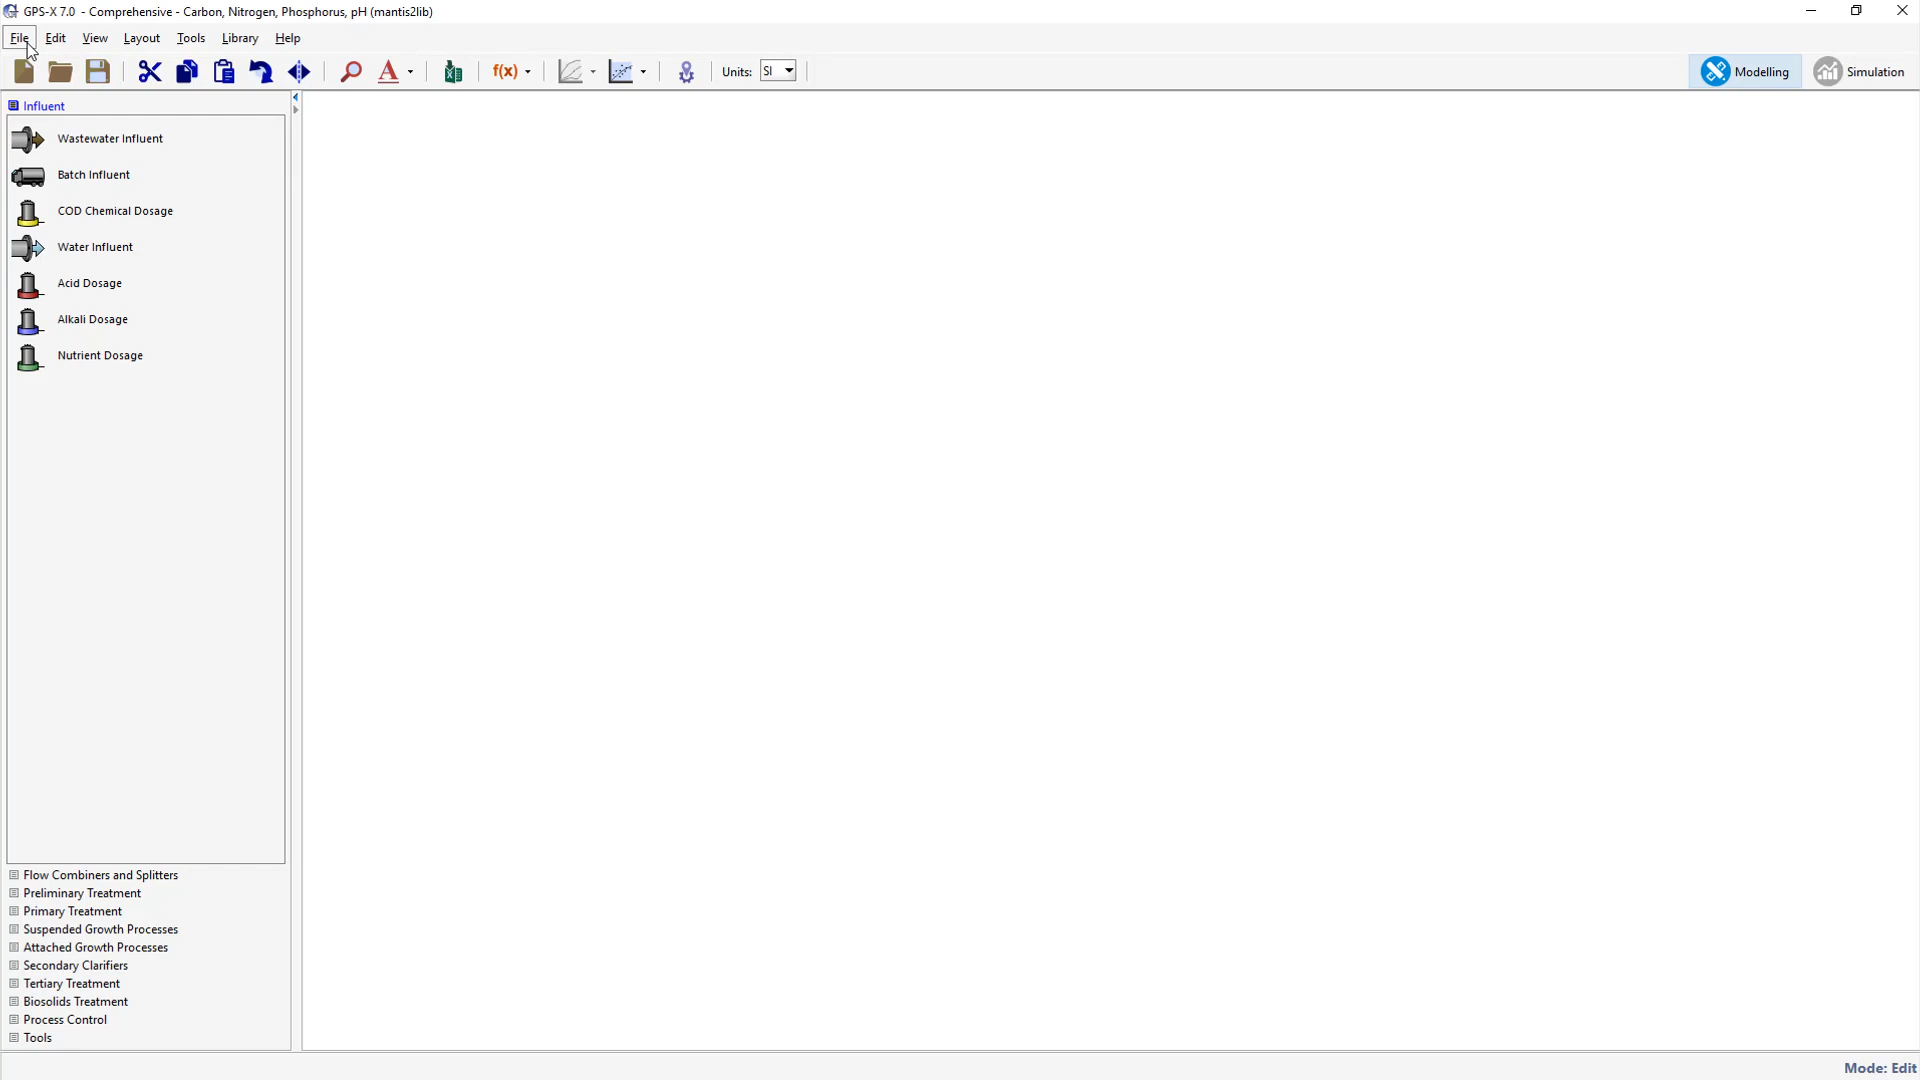 GPS-X 7.0 - Comprehensive - Carbon, Nitrogen, Phosphorus, pH (mantis2lib)
File Edit View Layout Tools Library Help
A f(x) Units: SI Modelling Simulation
Influent
Wastewater Influent
Batch Influent
COD Chemical Dosage
Water Influent
Acid Dosage
Alkali Dosage
Nutrient Dosage
Flow Combiners and Splitters
Preliminary Treatment
Primary Treatment
Suspended Growth Processes
Attached Growth Processes
Secondary Clarifiers
Tertiary Treatment
Biosolids Treatment
Process Control
Tools
Mode: Edit